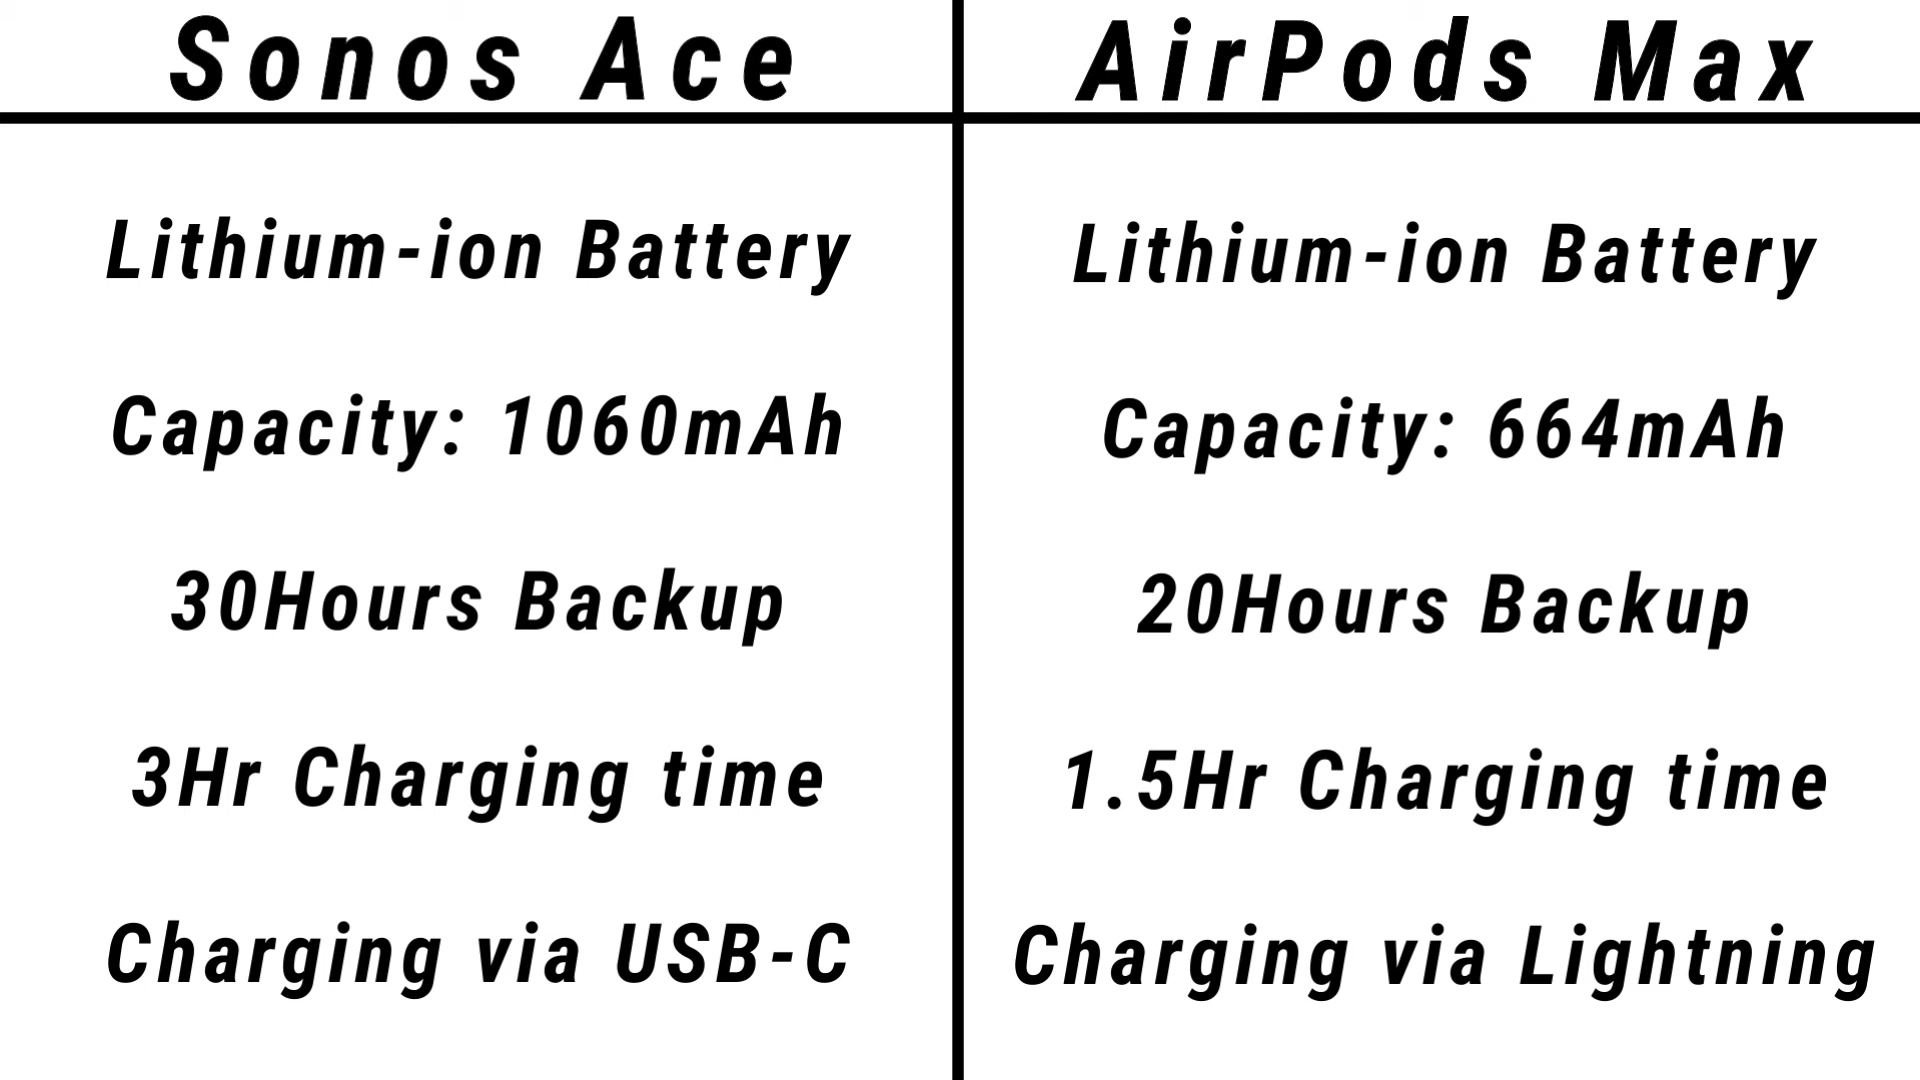 Sonos Ace
Lithium-ion Battery
Capacity: 1060mAh
30Hours Backup
3Hr Charging time
Charging via USB-C
AirPods Max
Lithium-ion Battery
Capacity: 664mAh
20Hours Backup
1.5Hr Charging time
Charging via Lightning